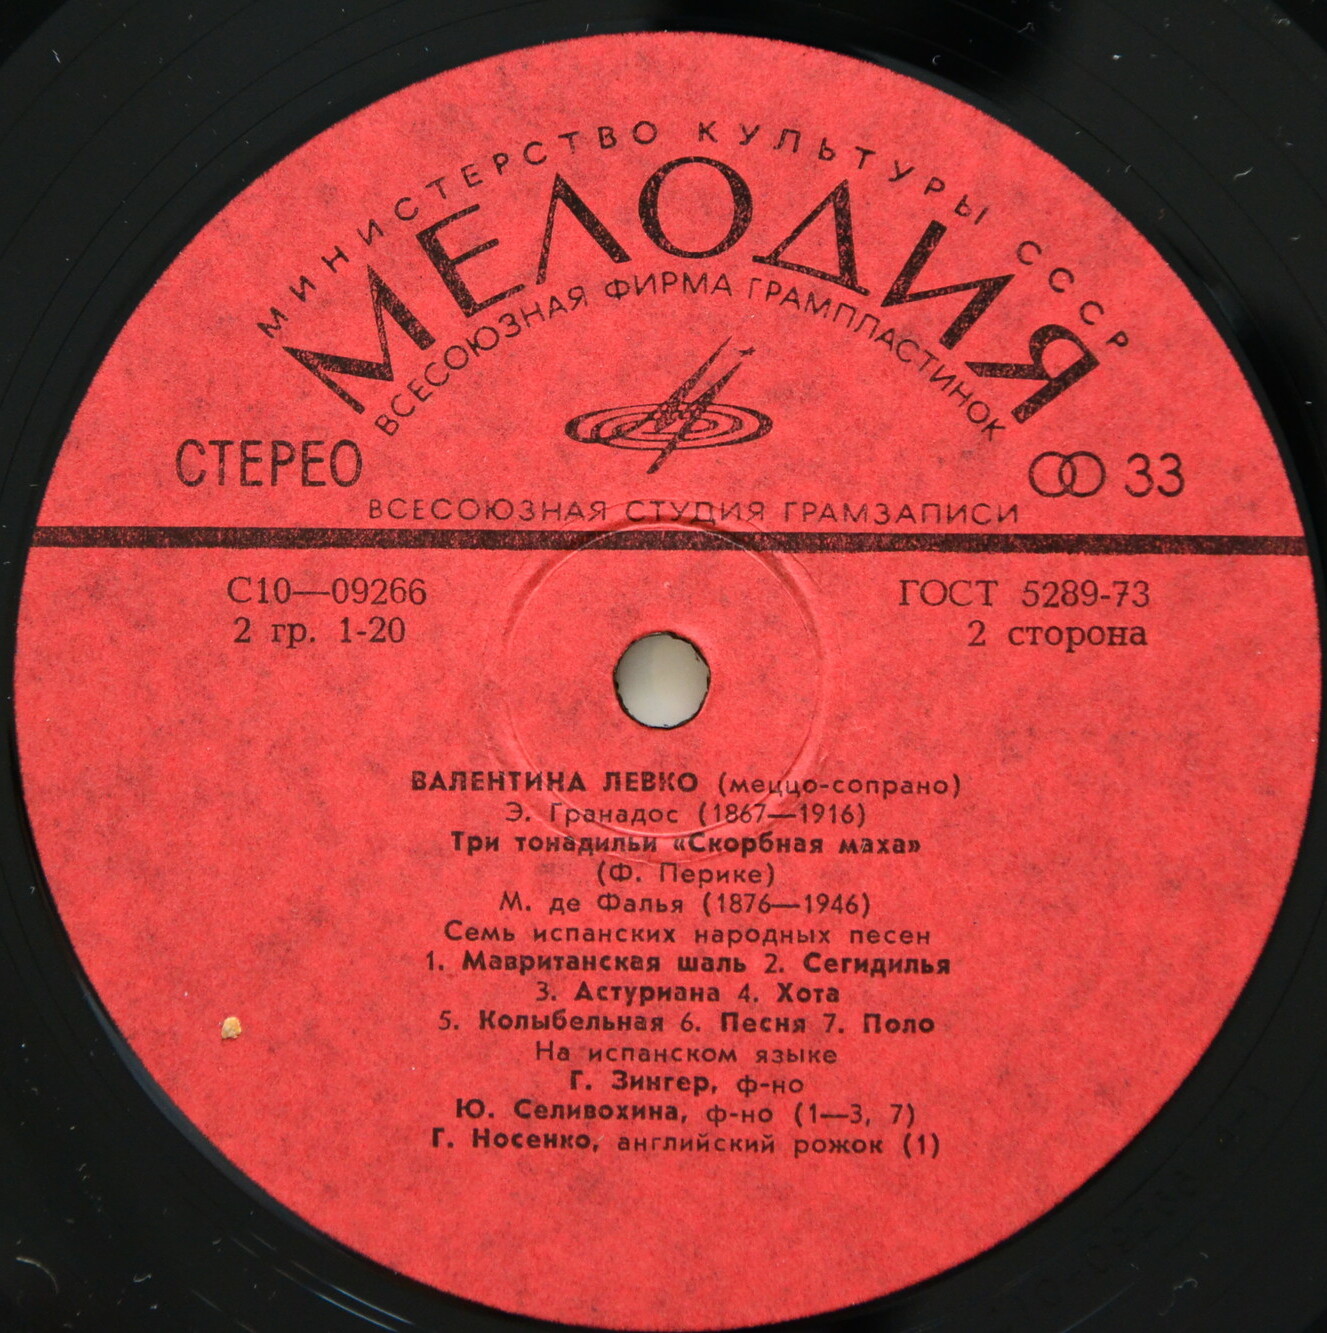 МИНИСТЕРСТВО КУЛЬТУРЫ СССР
МЕЛОДИЯ
ВСЕСОЮЗНАЯ ФИРМА ГРАМПЛАСТИНОК
СТЕРЕО
33
ВСЕСОЮЗНАЯ СТУДИЯ ГРАМЗАПИСИ
С10—09266
ГОСТ 5289-73
2 гр. 1-20
2 сторона
ВАЛЕНТИНА ЛЕВКО (меццо-сопрано)
Э. Гранадос (1867—1916)
Три тонадильи «Скорбная маха»
(Ф. Перике)
М. де Фалья (1876—1946)
Семь испанских народных песен
1. Мавританская шаль 2. Сегидилья
3. Астуриана 4. Хота
5. Колыбельная 6. Песня 7. Поло
На испанском языке
Г. Зингер, ф-но
Ю. Селивохина, ф-но (1—3, 7)
Г. Носенко, английский рожок (1)